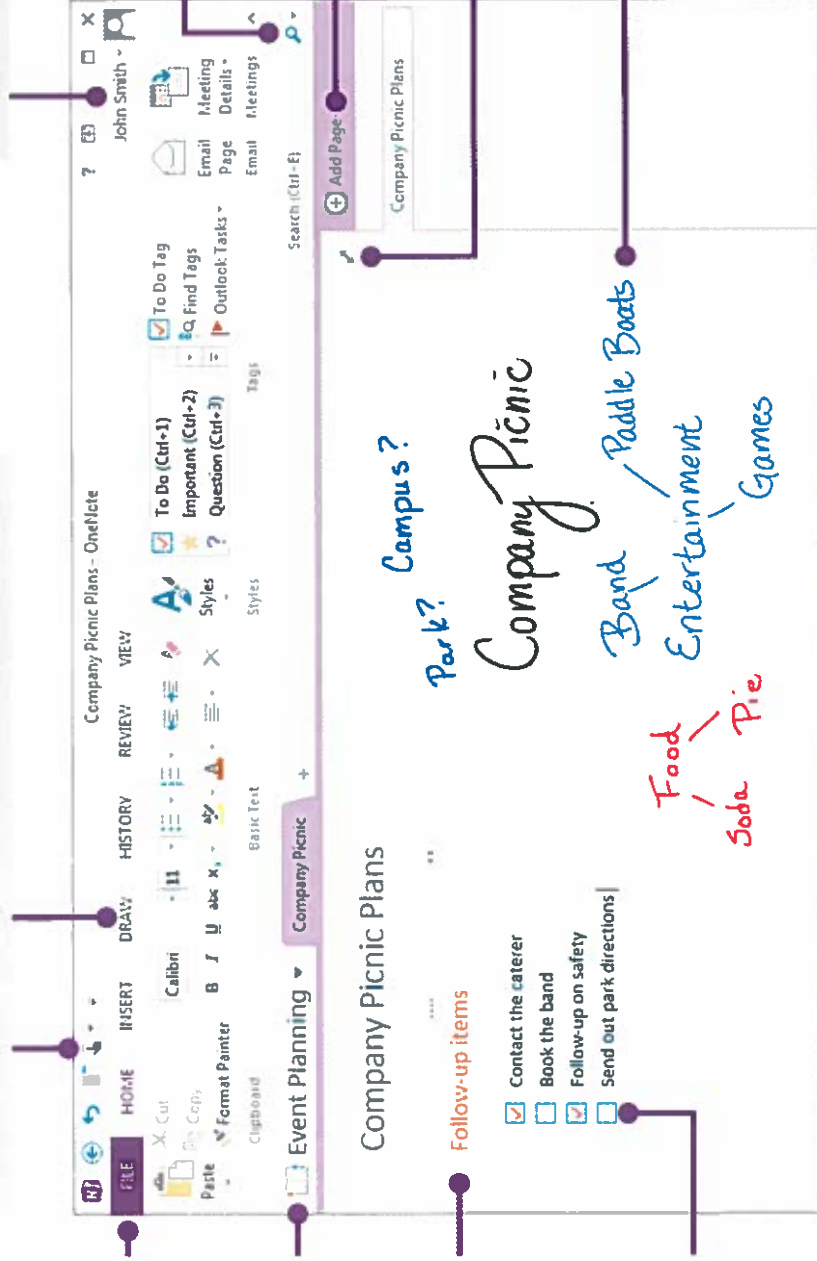 Company Picnic Plans - OneNote
?
John Smith
FILE HOME INSERT DRAW HISTORY REVIEW VIEW
Paste
Cut
Copy
Format Painter
Clipboard
Calibri 11
B I U abc X₂ aby A
Basic Text
Styles
Styles
To Do (Ctrl+1)
Important (Ctrl+2)
? Question (Ctrl+3)
To Do Tag
Find Tags
Outlook Tasks
Tags
Email Page
Email
Meeting Details
Meetings
Event Planning
Company Picnic +
Search (Ctrl+E)
Add Page
Company Picnic Plans
Company Picnic Plans
Follow-up items
Contact the caterer
Book the band
Follow-up on safety
Send out park directions
Park? Campus?
Company Picnic
Food
Soda Pie
Band Paddle Boats
Entertainment
Games